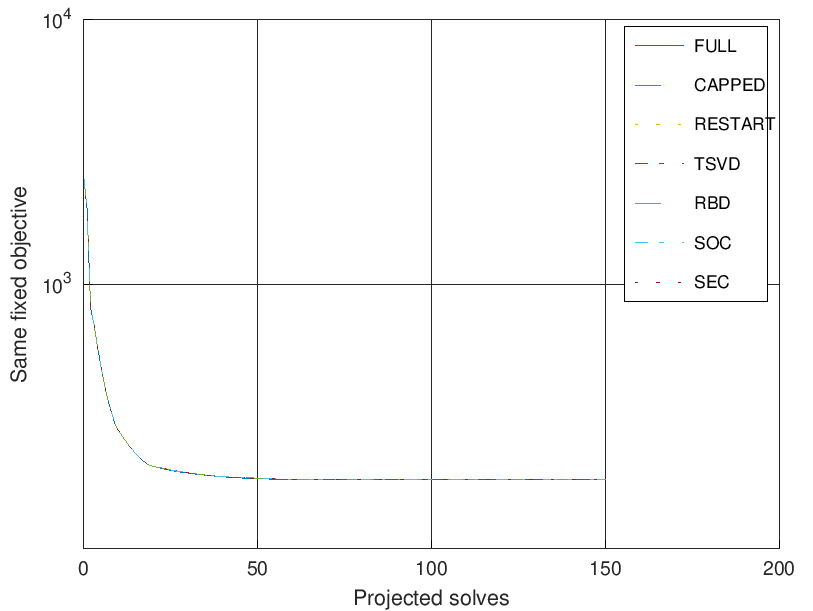 10^4
10^3
Same fixed objective
FULL
CAPPED
RESTART
TSVD
RBD
SOC
SEC
0 50 100 150 200
Projected solves